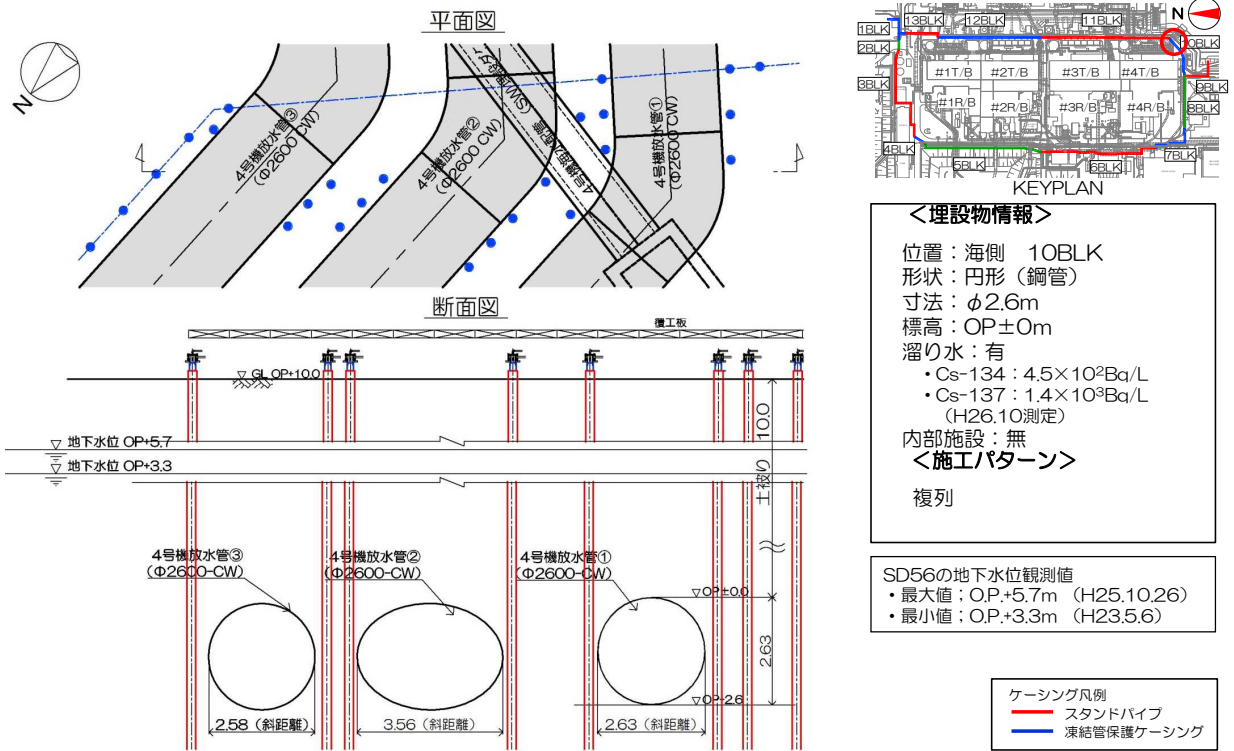 平面図
N
4号機放水管③
(Φ2600 CW)
4号機放水管②
(Φ2600-CW)
4号機放水管①
(Φ2600-CW)
断面図
覆工板
▽ GL OP+10.0
▽ 地下水位 OP+5.7
▽ 地下水位 OP+3.3
10.0
土被り
4号機放水管③
(Φ2600-CW)
4号機放水管②
(Φ2600-CW)
4号機放水管①
(Φ2600-CW)
▽OP±0.0
2.63
▽OP-2.6
2.58(斜距離)
3.56(斜距離)
2.63(斜距離)
N
1BLK
13BLK
12BLK
11BLK
10BLK
2BLK
3BLK
#1T/B
#2T/B
#3T/B
#4T/B
9BLK
#1R/B
#2R/B
#3R/B
#4R/B
8BLK
4BLK
5BLK
6BLK
7BLK
KEYPLAN
<埋設物情報>
位置:海側 10BLK
形状:円形(鋼管)
寸法:φ2.6m
標高:OP±0m
溜り水:有
・Cs-134:4.5×10²Bq/L
・Cs-137:1.4×10³Bq/L
(H26.10測定)
内部施設:無
<施工パターン>
複列
SD56の地下水位観測値
・最大値;O.P.+5.7m (H25.10.26)
・最小値;O.P.+3.3m (H23.5.6)
ケーシング凡例
スタンドパイプ
凍結管保護ケーシング